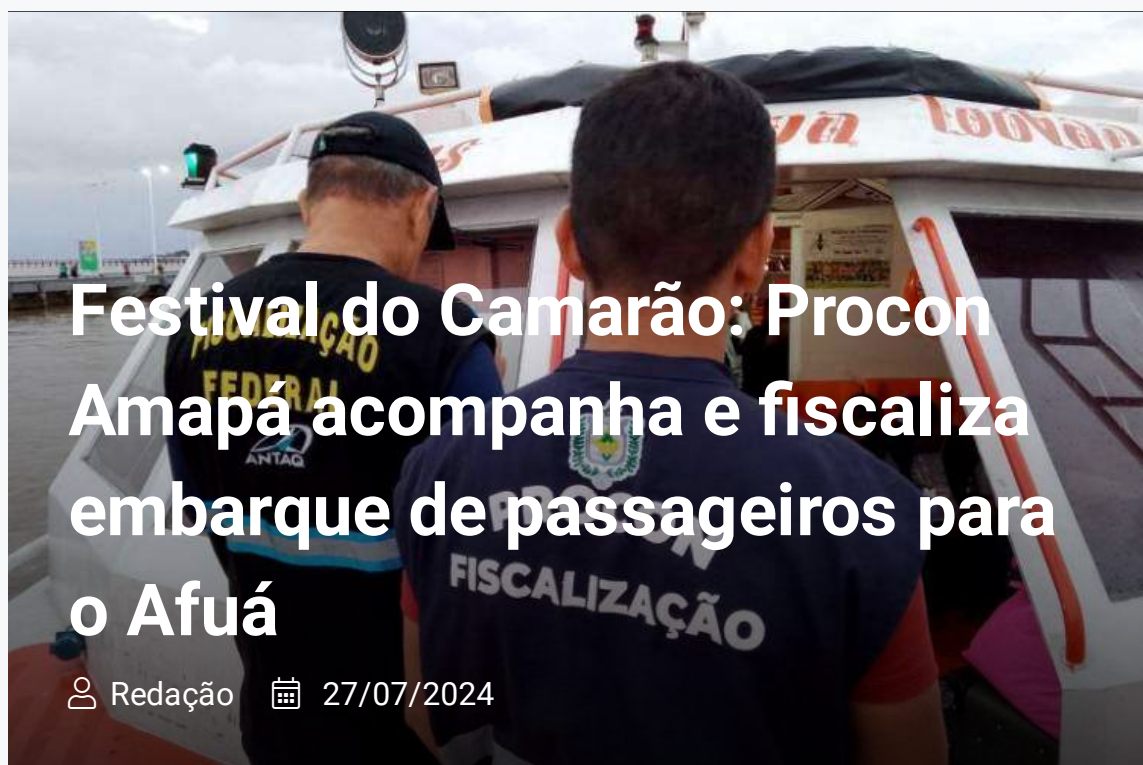 Festival do Camarão: Procon
Amapá acompanha e fiscaliza
embarque de passageiros para
o Afuá
Redação 27/07/2024
FISCALIZAÇÃO
FEDERAL
ANTAQ
PROCON
FISCALIZAÇÃO